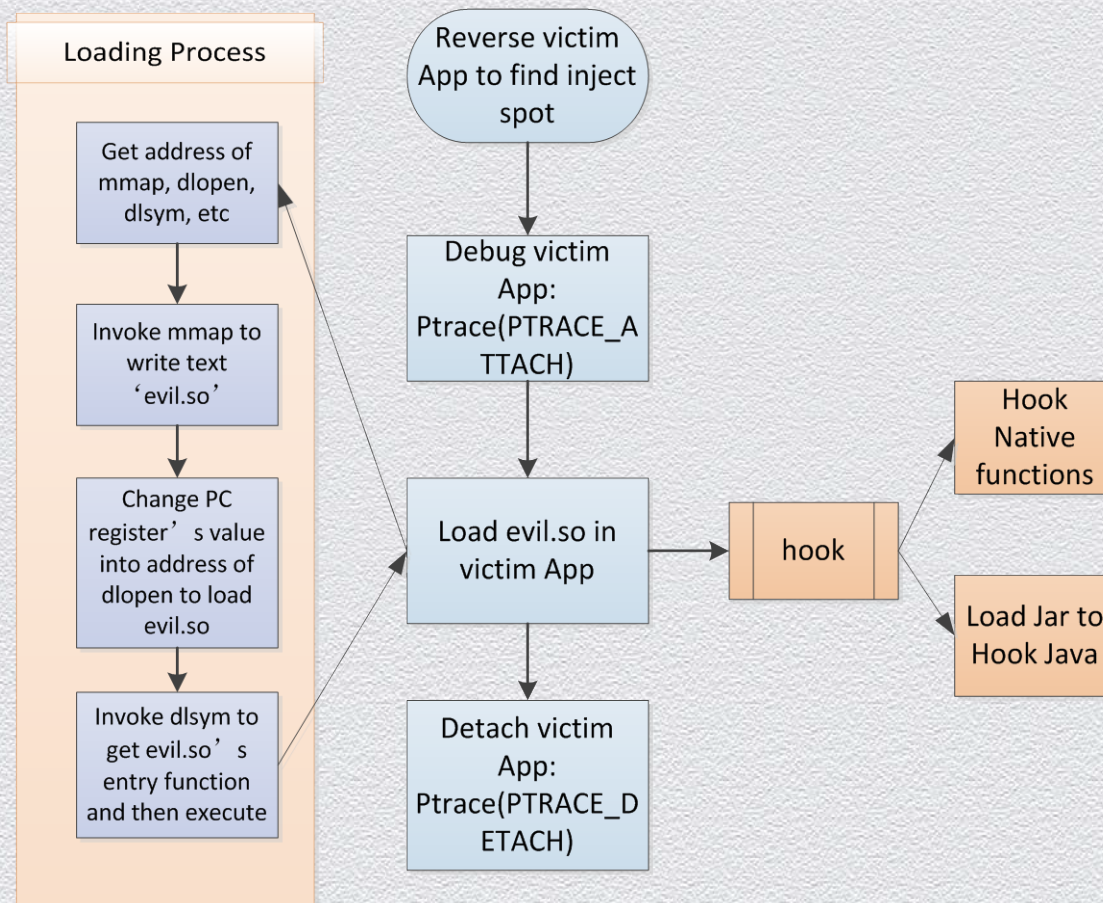 Loading Process
Get address of
mmap, dlopen,
dlsym, etc
Invoke mmap to
write text
‘evil.so’
Change PC
register’s value
into address of
dlopen to load
evil.so
Invoke dlsym to
get evil.so’s
entry function
and then execute
Reverse victim
App to find inject
spot
Debug victim
App:
Ptrace(PTRACE_A
TTACH)
Load evil.so in
victim App
Detach victim
App:
Ptrace(PTRACE_D
ETACH)
hook
Hook
Native
functions
Load Jar to
Hook Java